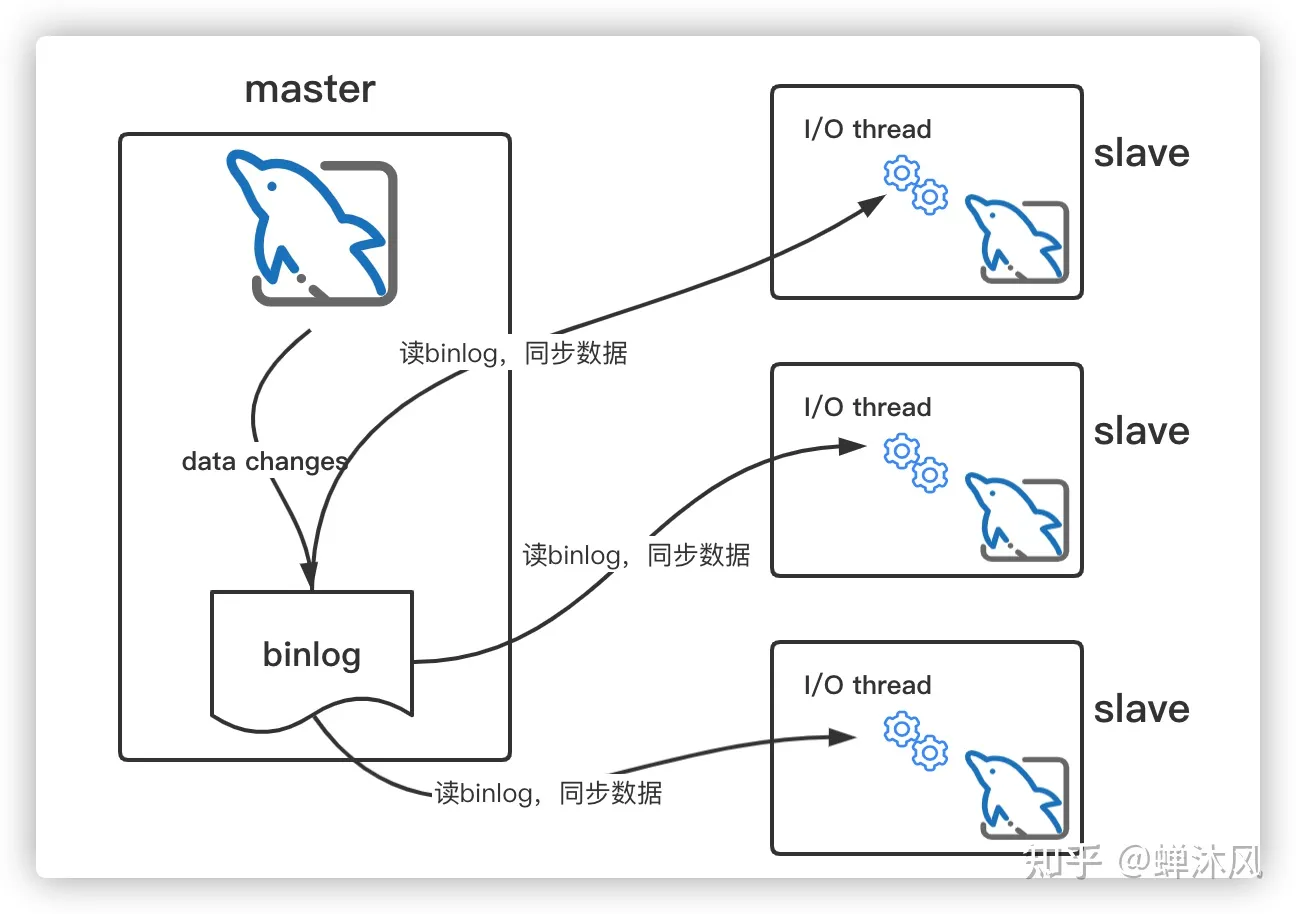 master
data changes
binlog
读binlog，同步数据
I/O thread
slave
读binlog，同步数据
I/O thread
slave
读binlog，同步数据
I/O thread
slave
知乎 @蝉沐风